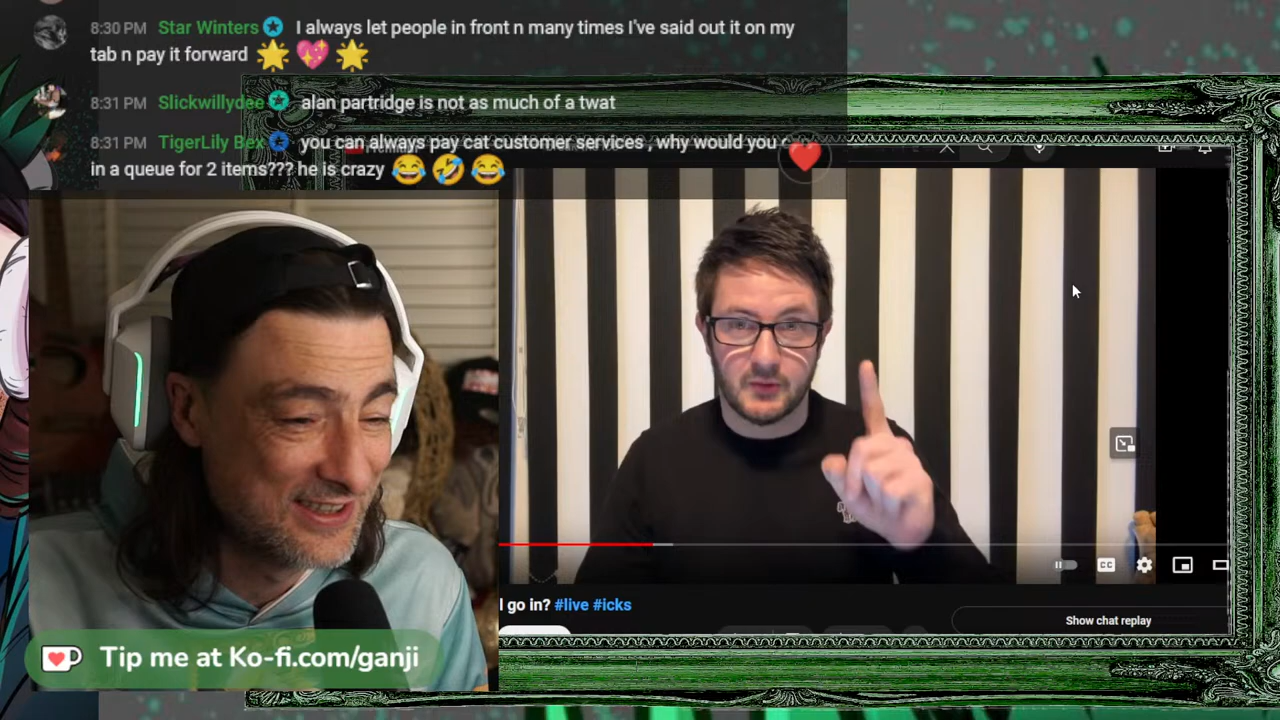 8:30 PM Star Winters I always let people in front n many times I've said out it on my
tab n pay it forward 🌟 💖 🌟
8:31 PM Slickwillydee alan partridge is not as much of a twat
8:31 PM TigerLily Bex you can always pay cat customer services , why would you
in a queue for 2 items??? he is crazy 😂 🤣 😂
CC
I go in? #live #icks
Show chat replay
Tip me at Ko-fi.com/ganji